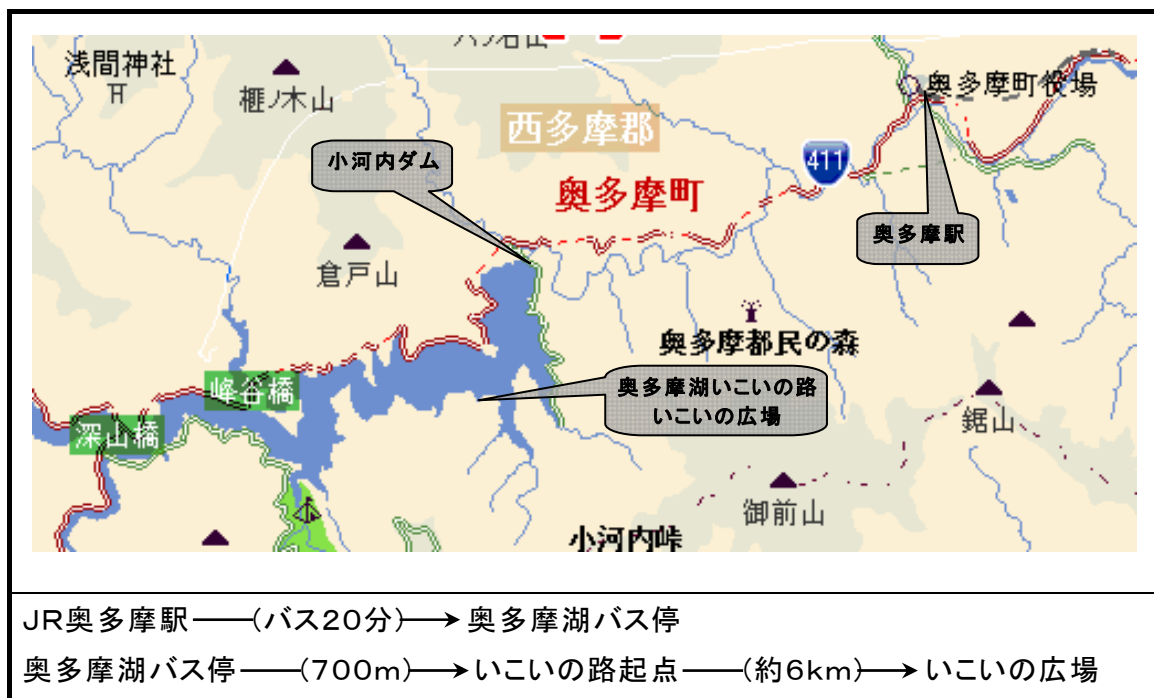 浅間神社
榧ノ木山
西多摩郡
奥多摩町役場
小河内ダム
411
奥多摩町
奥多摩駅
倉戸山
奥多摩都民の森
奥多摩湖いこいの路
いこいの広場
峰谷橋
深山橋
鋸山
御前山
小河内峠
JR奥多摩駅――(バス20分)→奥多摩湖バス停
奥多摩湖バス停――(700m)→いこいの路起点――(約6km)→いこいの広場